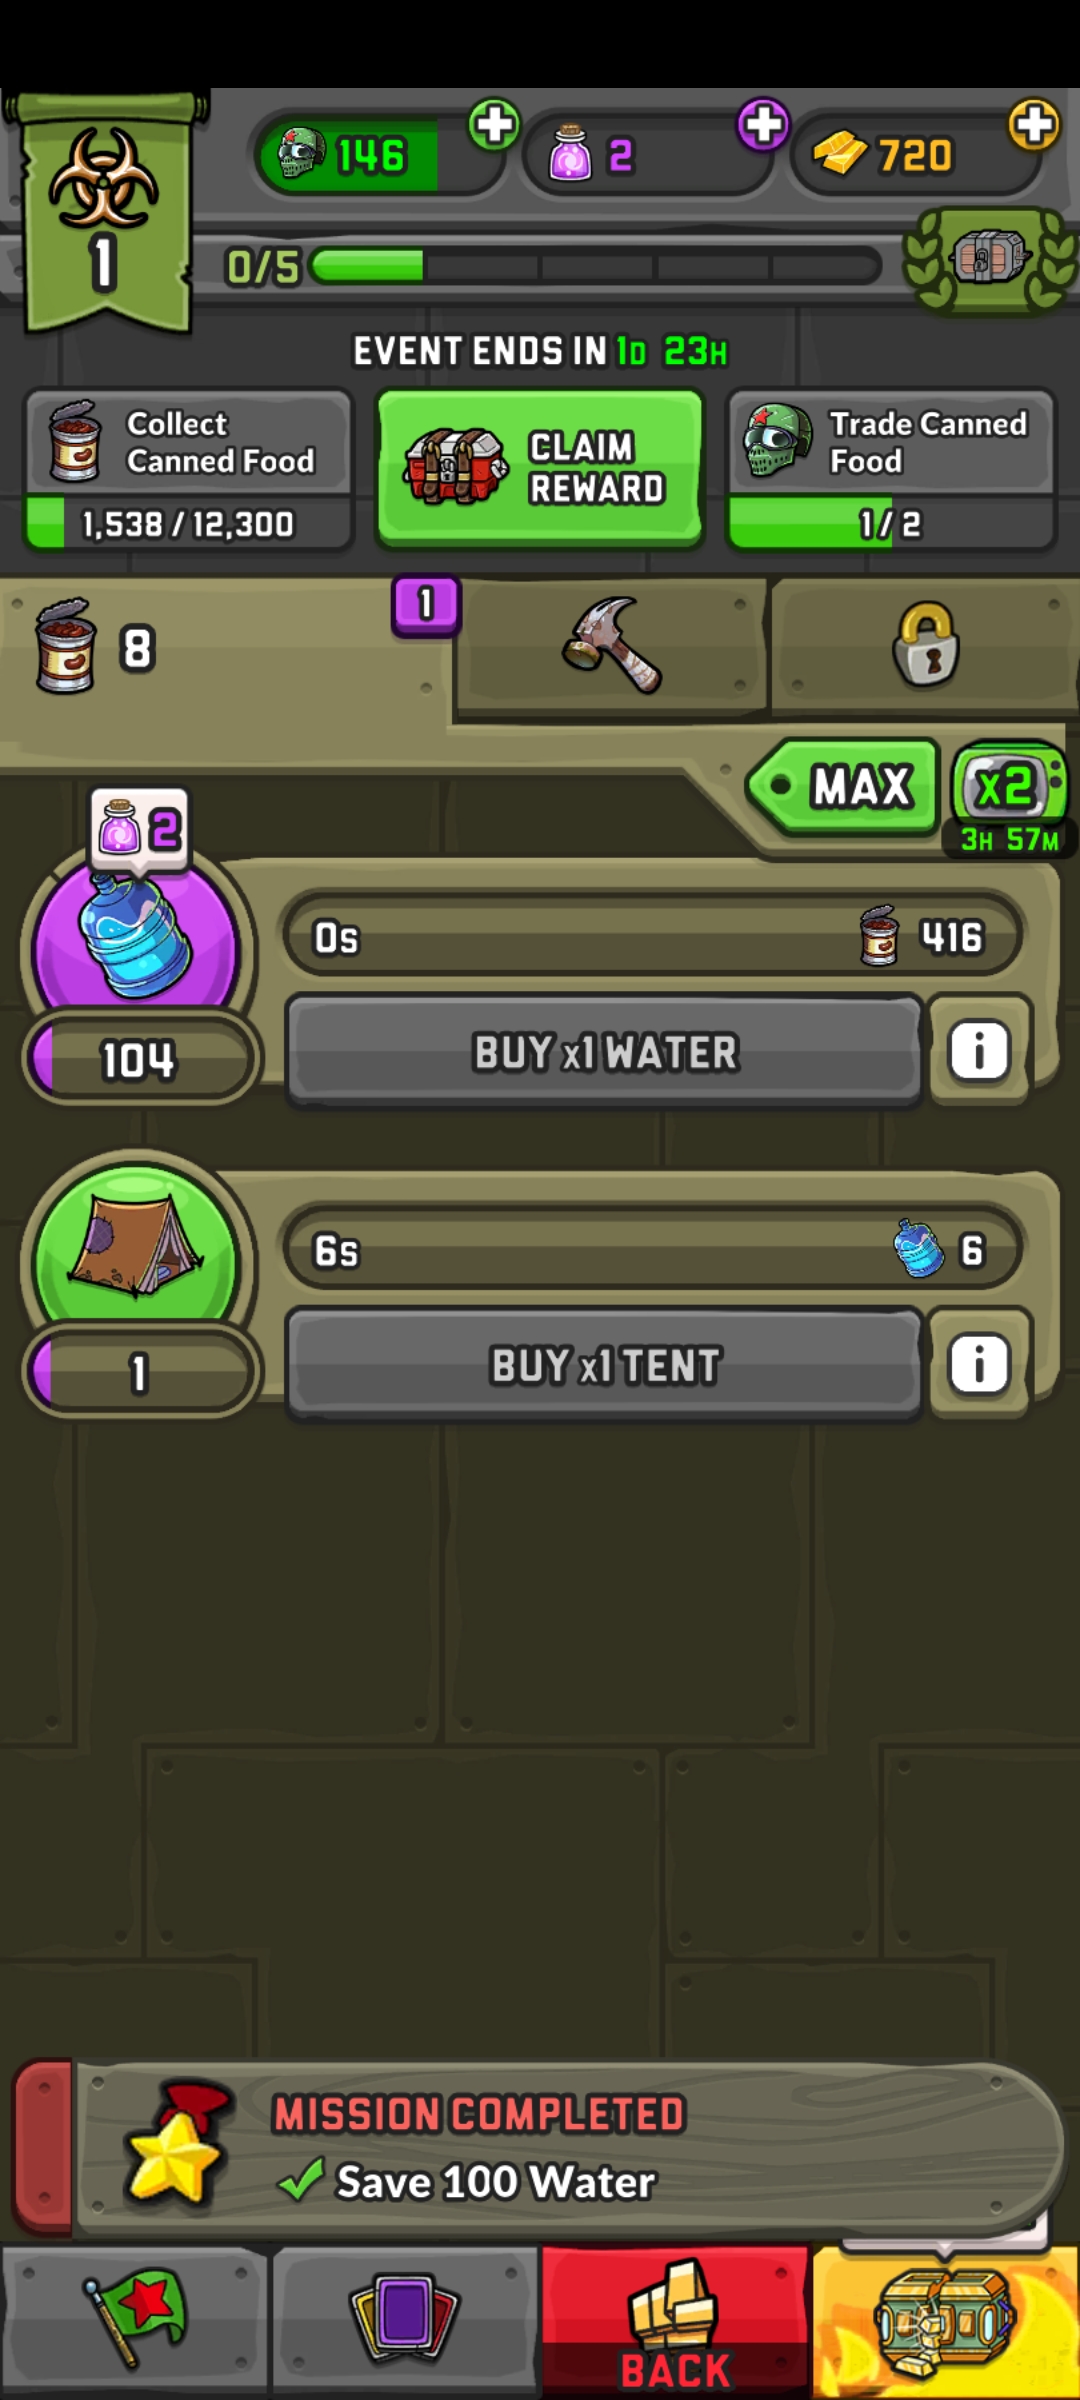 146
2
720
1
0/5
EVENT ENDS IN 1D 23H
Collect
Canned Food
1,538 / 12,300
CLAIM
REWARD
Trade Canned
Food
1 / 2
8
1
MAX
x2
3H 57M
2
0s
416
104
BUY x1 WATER
i
6s
6
1
BUY x1 TENT
i
MISSION COMPLETED
Save 100 Water
BACK